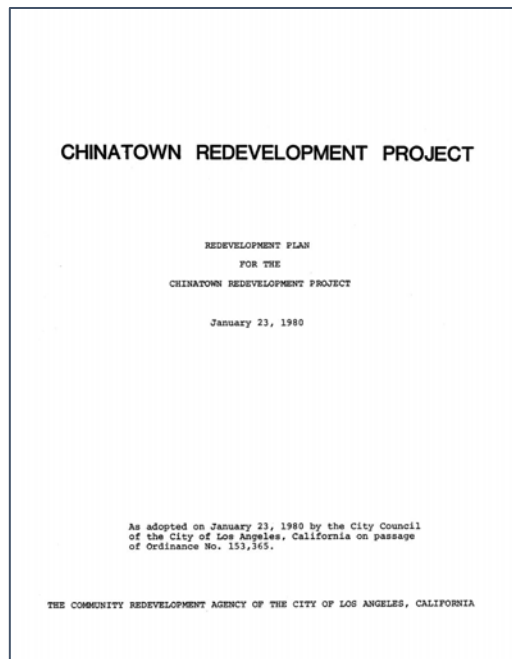 CHINATOWN REDEVELOPMENT PROJECT
REDEVELOPMENT PLAN
FOR THE
CHINATOWN REDEVELOPMENT PROJECT
January 23, 1980
As adopted on January 23, 1980 by the City Council
of the City of Los Angeles, California on passage
of Ordinance No. 153,365.
THE COMMUNITY REDEVELOPMENT AGENCY OF THE CITY OF LOS ANGELES, CALIFORNIA